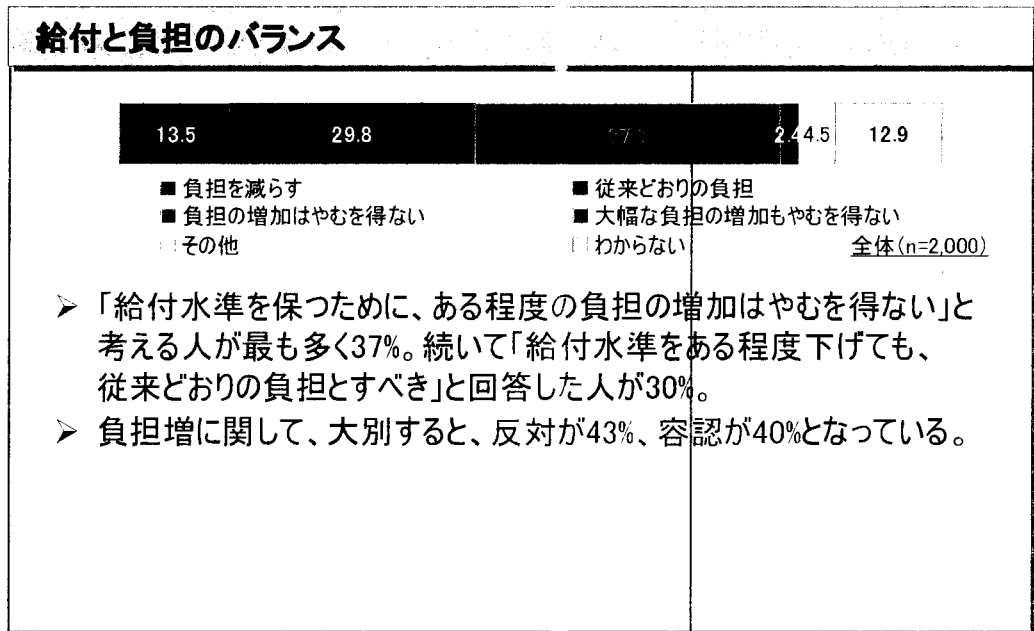 給付と負担のバランス
13.5 29.8 2.4 4.5 12.9
■ 負担を減らす ■ 従来どおりの負担
■ 負担の増加はやむを得ない ■ 大幅な負担の増加もやむを得ない
□ その他 □ わからない 全体(n=2,000)
➢ 「給付水準を保つために、ある程度の負担の増加はやむを得ない」と
考える人が最も多く37%。続いて「給付水準をある程度下げても、
従来どおりの負担とすべき」と回答した人が30%。
➢ 負担増に関して、大別すると、反対が43%、容認が40%となっている。